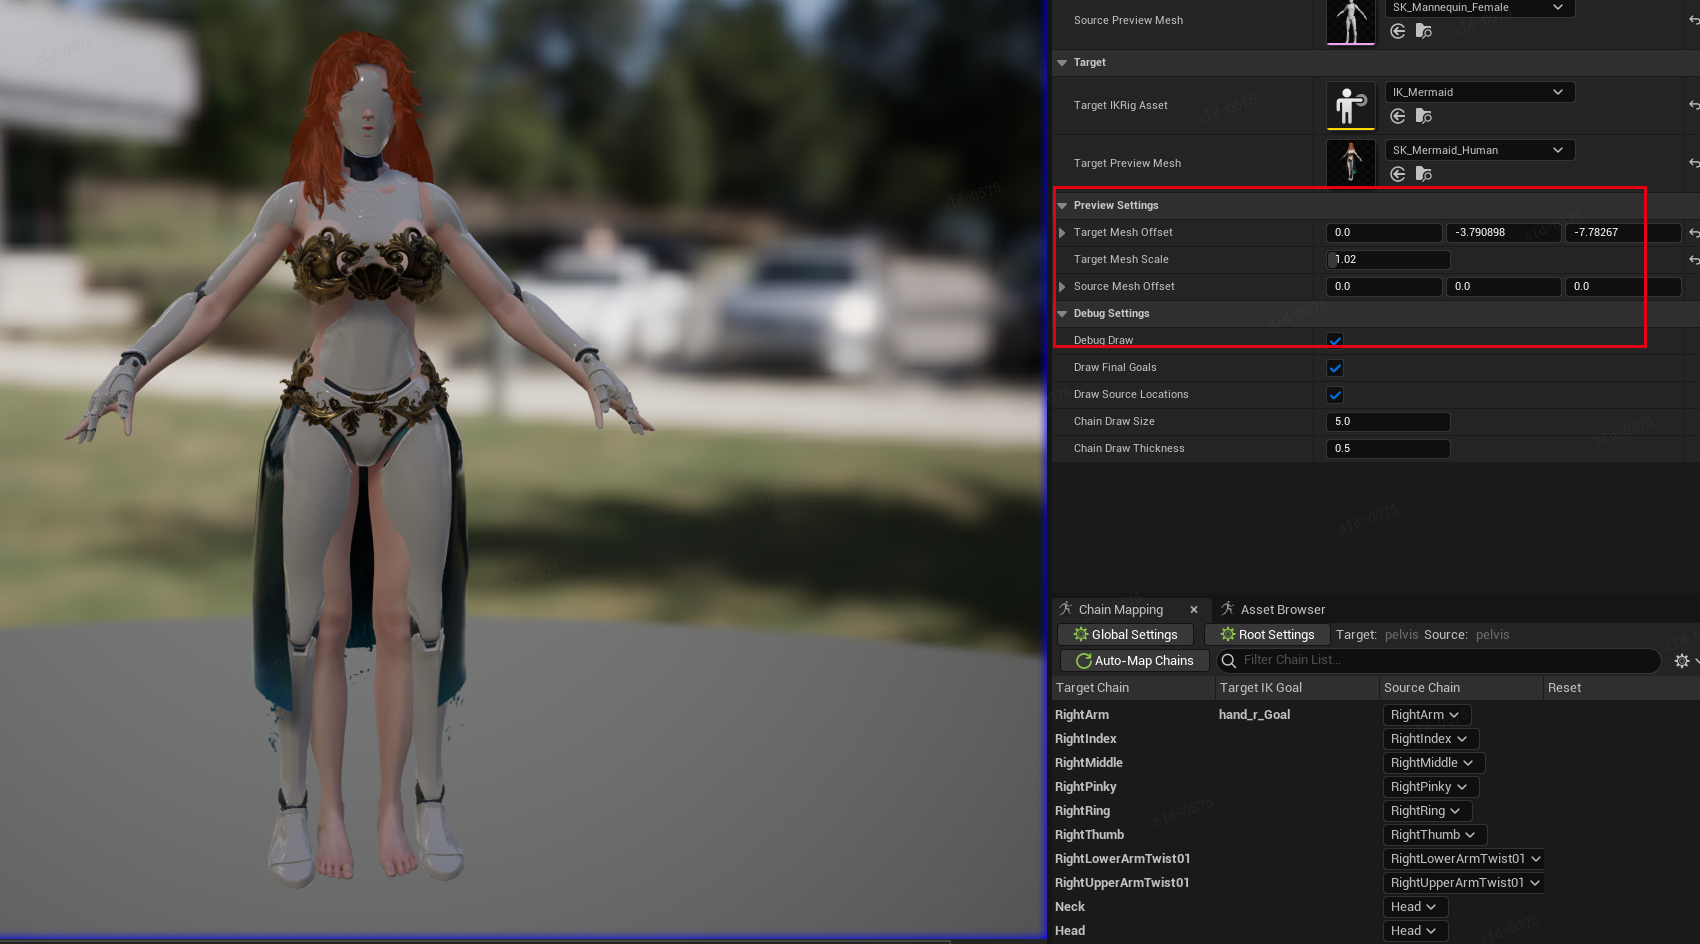 Source Preview Mesh
SK_Mannequin_Female
Target
Target IKRig Asset
IK_Mermaid
Target Preview Mesh
SK_Mermaid_Human
Preview Settings
Target Mesh Offset 0.0 -3.790898 -7.78267
Target Mesh Scale 1.02
Source Mesh Offset 0.0 0.0 0.0
Debug Settings
Debug Draw
Draw Final Goals
Draw Source Locations
Chain Draw Size 5.0
Chain Draw Thickness 0.5
Chain Mapping × Asset Browser
Global Settings Root Settings Target: pelvis Source: pelvis
Auto-Map Chains Filter Chain List...
Target Chain Target IK Goal Source Chain Reset
RightArm hand_r_Goal RightArm
RightIndex RightIndex
RightMiddle RightMiddle
RightPinky RightPinky
RightRing RightRing
RightThumb RightThumb
RightLowerArmTwist01 RightLowerArmTwist01
RightUpperArmTwist01 RightUpperArmTwist01
Neck Head
Head Head